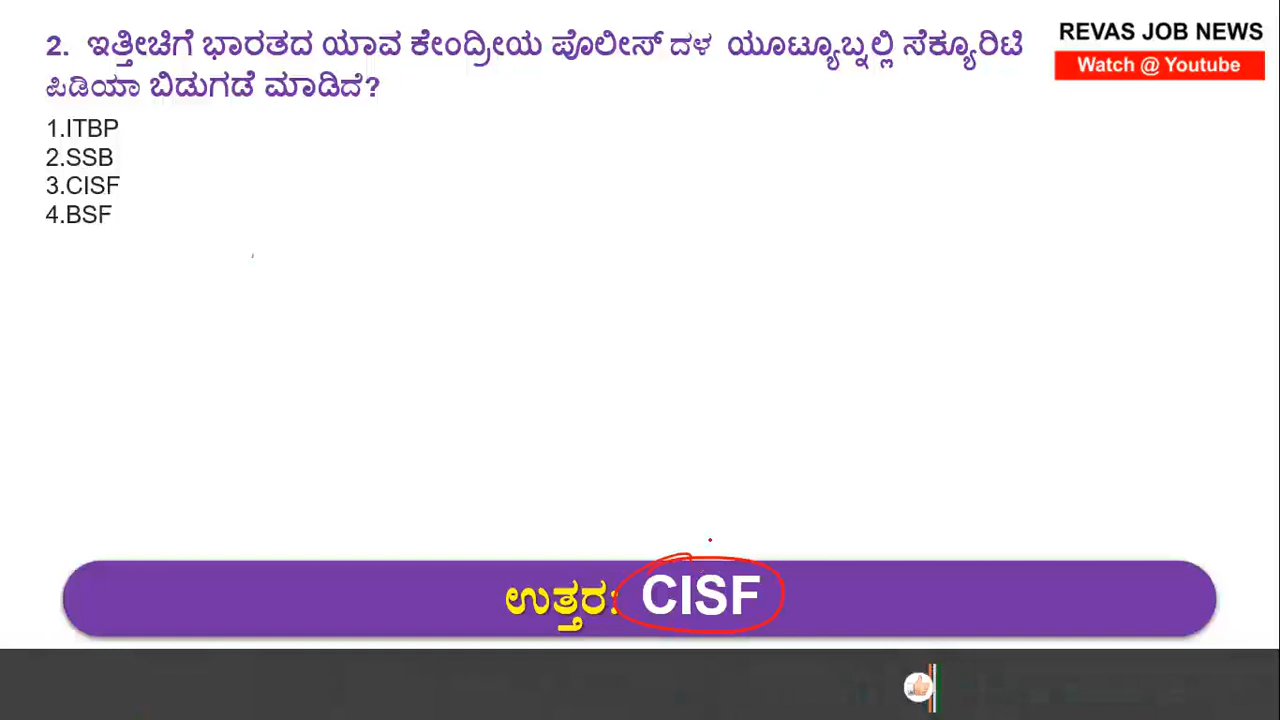 2. ಇತ್ತೀಚಿಗೆ ಭಾರತದ ಯಾವ ಕೇಂದ್ರೀಯ ಪೊಲೀಸ್ ದಳ ಯೂಟ್ಯೂಬ್ನಲ್ಲಿ ಸೆಕ್ಯೂರಿಟಿ
ಪಿಡಿಯಾ ಬಿಡುಗಡೆ ಮಾಡಿದೆ?
REVAS JOB NEWS
Watch @ Youtube
1.ITBP
2.SSB
3.CISF
4.BSF
ಉತ್ತರ: CISF